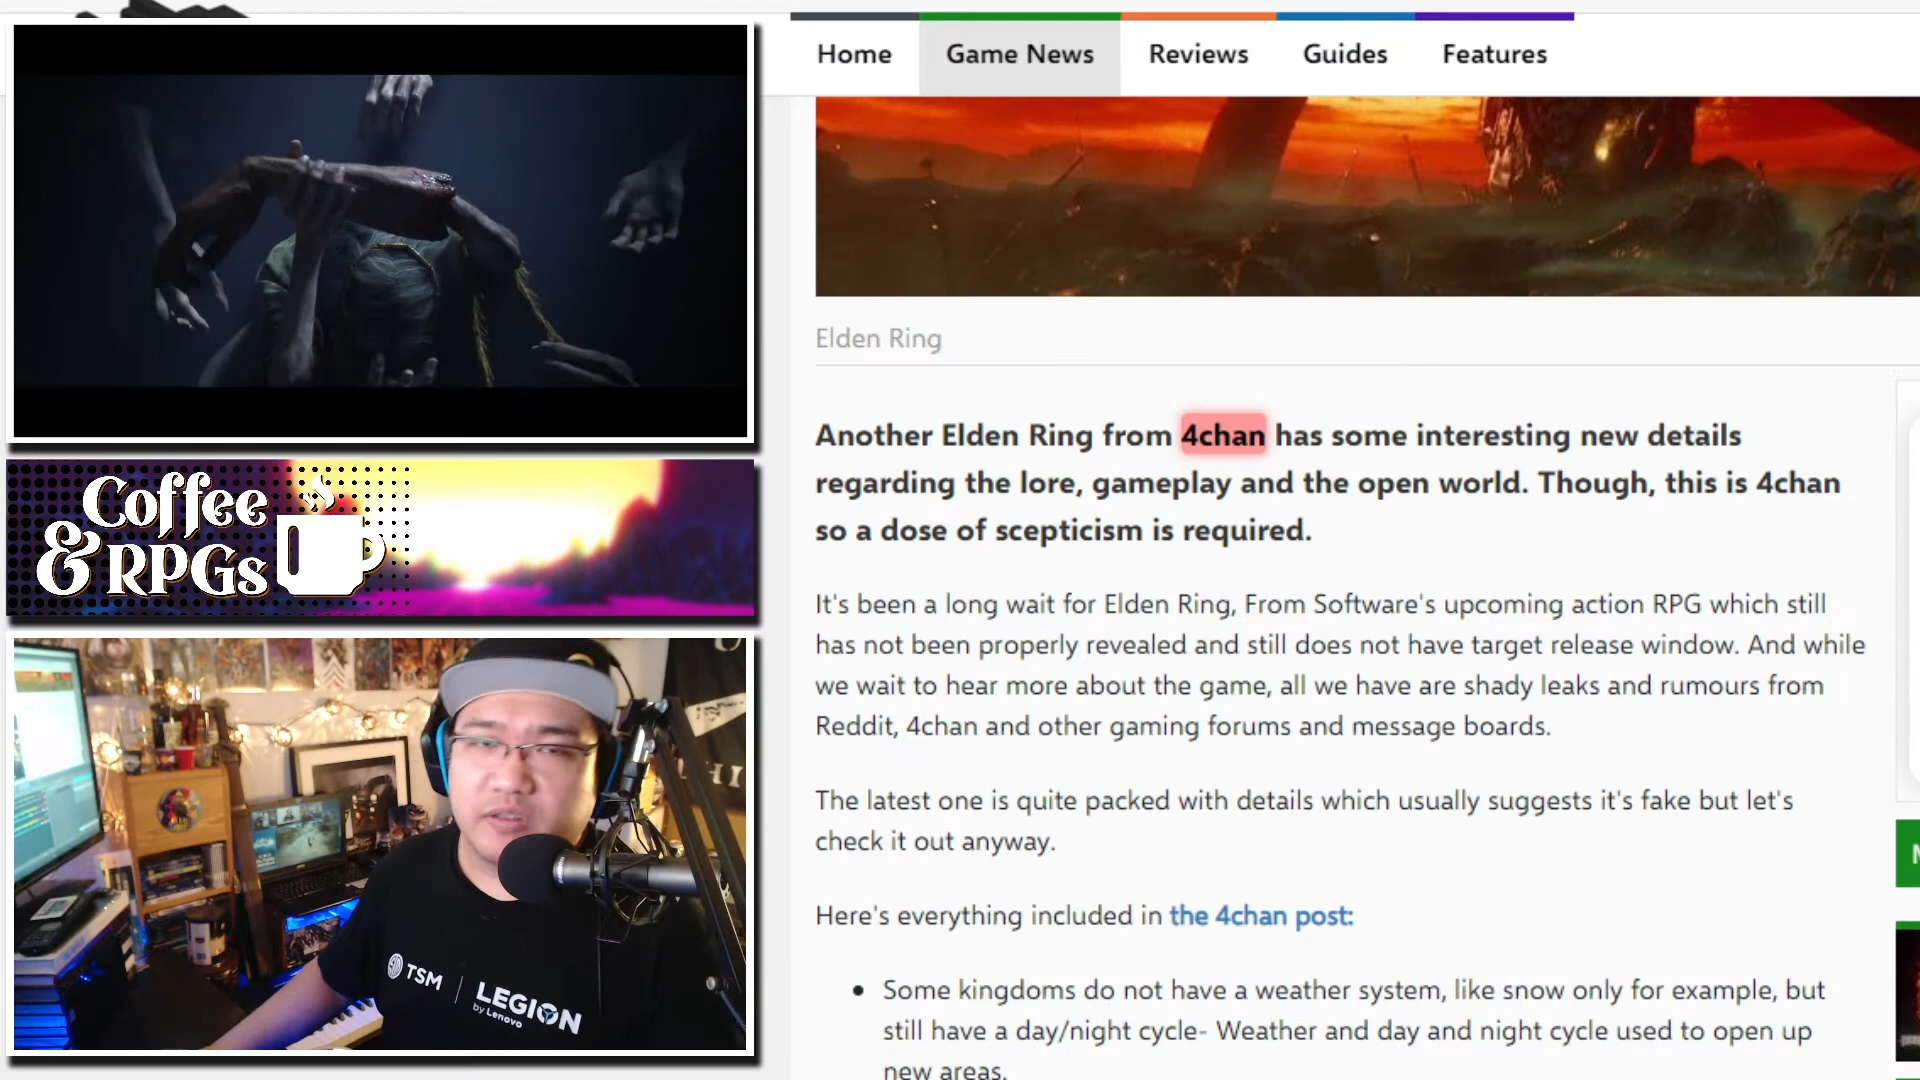 Home Game News Reviews Guides Features
Elden Ring
Another Elden Ring from 4chan has some interesting new details
regarding the lore, gameplay and the open world. Though, this is 4chan
so a dose of scepticism is required.
It's been a long wait for Elden Ring, From Software's upcoming action RPG which still
has not been properly revealed and still does not have target release window. And while
we wait to hear more about the game, all we have are shady leaks and rumours from
Reddit, 4chan and other gaming forums and message boards.
The latest one is quite packed with details which usually suggests it's fake but let's
check it out anyway.
Here's everything included in the 4chan post:
• Some kingdoms do not have a weather system, like snow only for example, but
still have a day/night cycle- Weather and day and night cycle used to open up
new areas.
Coffee
& RPGs
TSM | LEGION
by Lenovo